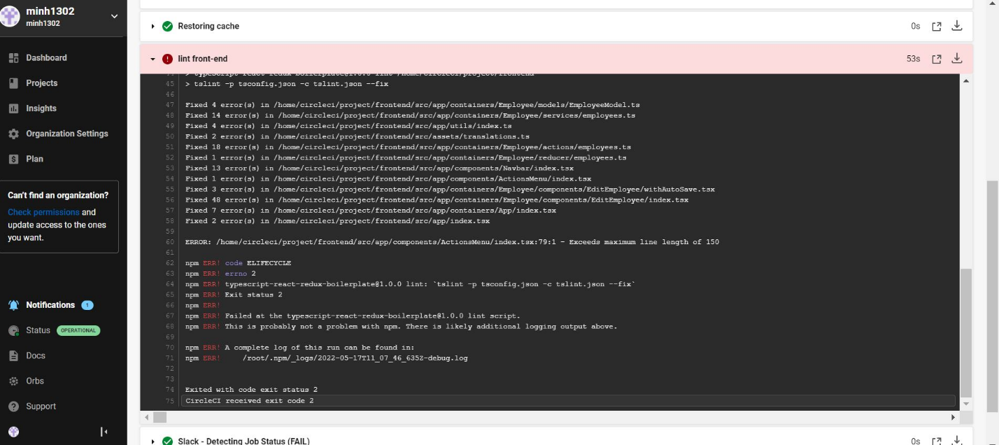 minh1302
minh1302
Dashboard
Projects
Insights
Organization Settings
Plan
Can't find an organization?
Check permissions and
update access to the ones
you want.
Notifications 1
Status OPERATIONAL
Docs
Orbs
Support
Restoring cache 0s
lint front-end 53s
44 > typescript-react-redux-boilerplate@1.0.0 lint /home/circleci/project/frontend
45 > tslint -p tsconfig.json -c tslint.json --fix
46
47 Fixed 4 error(s) in /home/circleci/project/frontend/src/app/containers/Employee/models/EmployeeModel.ts
48 Fixed 14 error(s) in /home/circleci/project/frontend/src/app/containers/Employee/services/employees.ts
49 Fixed 4 error(s) in /home/circleci/project/frontend/src/app/utils/index.ts
50 Fixed 2 error(s) in /home/circleci/project/frontend/src/assets/translations.ts
51 Fixed 18 error(s) in /home/circleci/project/frontend/src/app/containers/Employee/actions/employees.ts
52 Fixed 1 error(s) in /home/circleci/project/frontend/src/app/containers/Employee/reducer/employees.ts
53 Fixed 13 error(s) in /home/circleci/project/frontend/src/app/components/Navbar/index.tsx
54 Fixed 1 error(s) in /home/circleci/project/frontend/src/app/components/ActionsMenu/index.tsx
55 Fixed 3 error(s) in /home/circleci/project/frontend/src/app/containers/Employee/components/EditEmployee/withAutoSave.tsx
56 Fixed 48 error(s) in /home/circleci/project/frontend/src/app/containers/Employee/components/EditEmployee/index.tsx
57 Fixed 7 error(s) in /home/circleci/project/frontend/src/app/containers/App/index.tsx
58 Fixed 2 error(s) in /home/circleci/project/frontend/src/app/index.tsx
59
60 ERROR: /home/circleci/project/frontend/src/app/components/ActionsMenu/index.tsx:79:1 - Exceeds maximum line length of 150
61
62 npm ERR! code ELIFECYCLE
63 npm ERR! errno 2
64 npm ERR! typescript-react-redux-boilerplate@1.0.0 lint: `tslint -p tsconfig.json -c tslint.json --fix`
65 npm ERR! Exit status 2
66 npm ERR!
67 npm ERR! Failed at the typescript-react-redux-boilerplate@1.0.0 lint script.
68 npm ERR! This is probably not a problem with npm. There is likely additional logging output above.
69
70 npm ERR! A complete log of this run can be found in:
71 npm ERR!     /root/.npm/_logs/2022-05-17T11_07_46_635Z-debug.log
72
73
74 Exited with code exit status 2
75 CircleCI received exit code 2
Slack - Detecting Job Status (FAIL) 0s